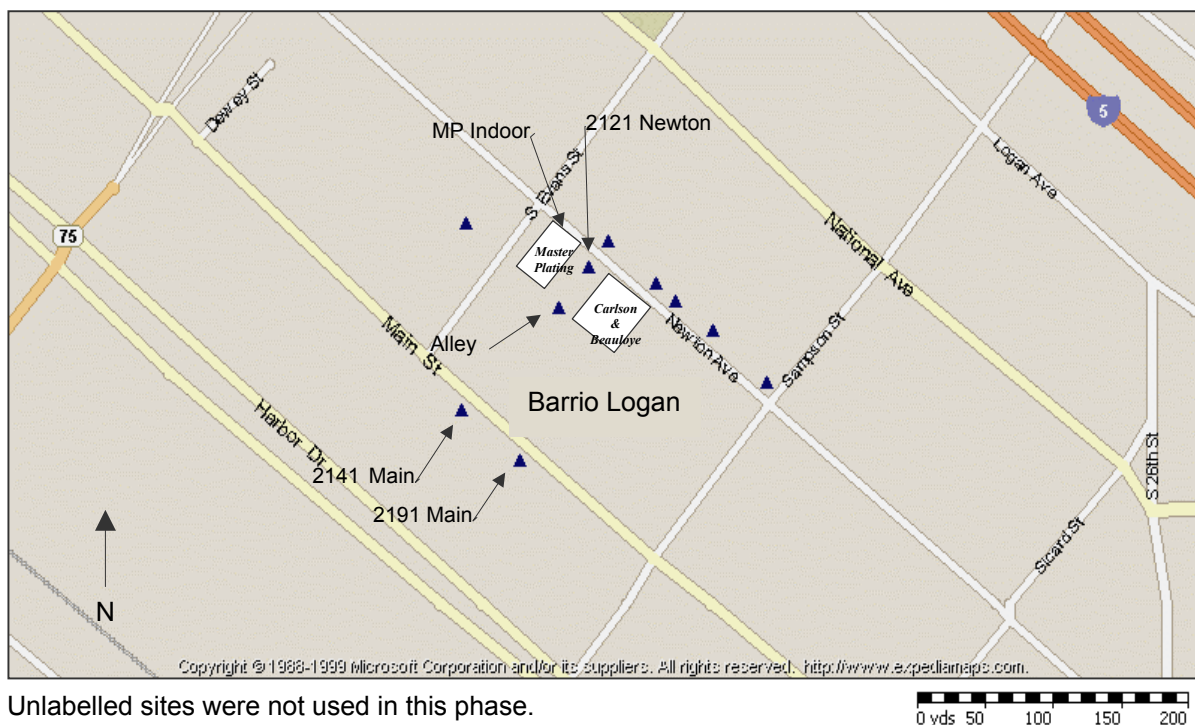 Dewey St
MP Indoor
2121 Newton
5
Logan Ave
S Evans St
National Ave
75
Master
Plating
Carlson
&
Beauloye
Alley
Main St
Newton Ave
Sampson St
Barrio Logan
Harbor Dr
2141 Main
2191 Main
S 26th St
Sicard St
N
Copyright © 1988-1999 Microsoft Corporation and/or its suppliers. All rights reserved. http://www.expediamaps.com.
Unlabelled sites were not used in this phase.
0 yds 50 100 150 200